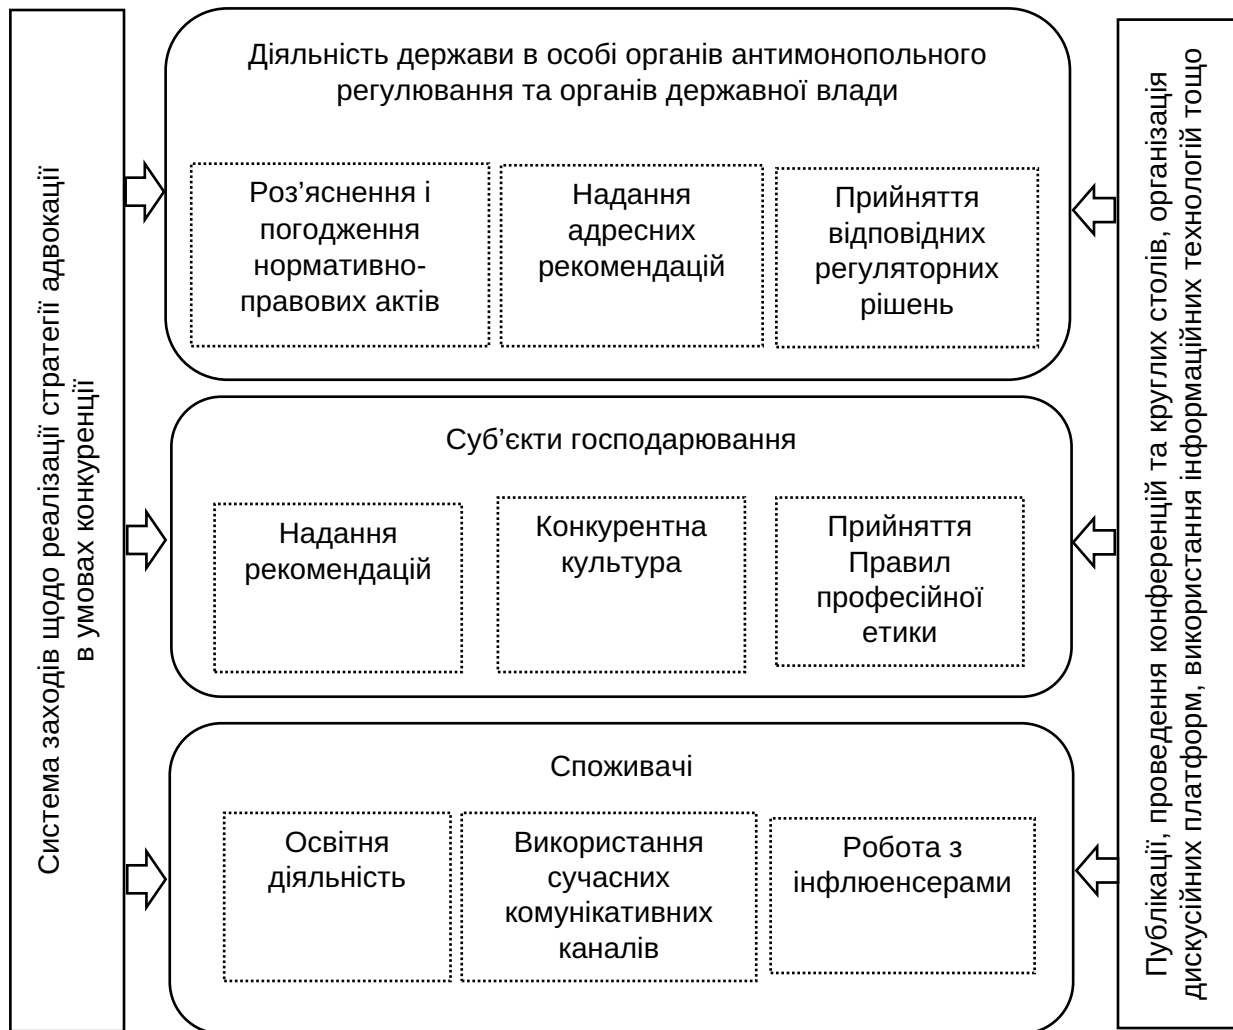 Система заходів щодо реалізації стратегії адвокації
в умовах конкуренції
Діяльність держави в особі органів антимонопольного
регулювання та органів державної влади
Роз’яснення і
погодження
нормативно-
правових актів
Надання
адресних
рекомендацій
Прийняття
відповідних
регуляторних
рішень
Суб’єкти господарювання
Надання
рекомендацій
Конкурентна
культура
Прийняття
Правил
професійної
етики
Споживачі
Освітня
діяльність
Використання
сучасних
комунікативних
каналів
Робота з
інфлюенсерами
Публікації, проведення конференцій та круглих столів, організація
дискусійних платформ, використання інформаційних технологій тощо